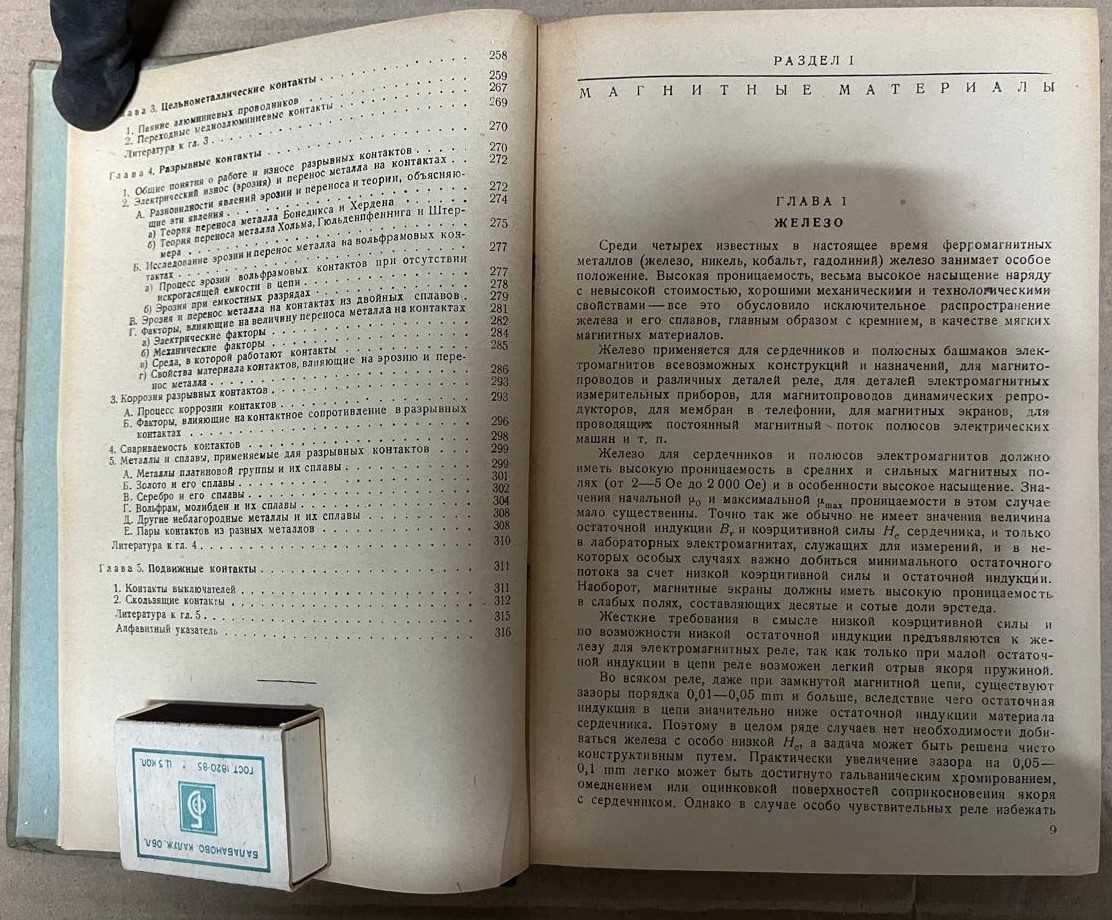 258
Глава 3. Цельнометаллические контакты 259
1. Паяние алюминиевых проводников 267
2. Переходные медноалюминиевые контакты 269
Литература к гл. 3 270
Глава 4. Разрывные контакты 270
1. Общие понятия о работе и износе разрывных контактов 272
2. Электрический износ (эрозия) и перенос металла на контактах
А. Разновидности явлений эрозии и переноса и теории, объясняю-
щие эти явления 272
а) Теория переноса металла Бонедикса и Хердена 274
б) Теория переноса металла Хольма, Гюльденпфеннига и Штер-
мера 275
Б. Исследование эрозии и перенос металла на вольфрамовых кон-
тактах 277
а) Процесс эрозии вольфрамовых контактов при отсутствии
искрогасящей емкости в цепи 277
б) Эрозия при емкостных разрядах 278
В. Эрозия и перенос металла на контактах из двойных сплавов 279
Г. Факторы, влияющие на величину переноса металла на контактах 281
а) Электрические факторы 282
б) Механические факторы 284
в) Среда, в которой работают контакты 285
г) Свойства материала контактов, влияющие на эрозию и пере-
нос металла 286
3. Коррозия разрывных контактов 293
А. Процесс коррозии контактов 293
Б. Факторы, влияющие на контактное сопротивление в разрывных
контактах 296
4. Свариваемость контактов 298
5. Металлы и сплавы, применяемые для разрывных контактов 299
А. Металлы платиновой группы и их сплавы 299
Б. Золото и его сплавы 301
В. Серебро и его сплавы 302
Г. Вольфрам, молибден и их сплавы 304
Д. Другие неблагородные металлы и их сплавы 308
Е. Пары контактов из разных металлов 308
Литература к гл. 4 310
Глава 5. Подвижные контакты 311
1. Контакты выключателей 311
2. Скользящие контакты 312
Литература к гл. 5 315
Алфавитный указатель 316
ГОСТ 1820-85 * Ц. 5 КОП.
БАЛАБАНОВО, КАЛУЖ. ОБЛ.
РАЗДЕЛ I
МАГНИТНЫЕ МАТЕРИАЛЫ
ГЛАВА 1
ЖЕЛЕЗО
Среди четырех известных в настоящее время ферромагнитных
металлов (железо, никель, кобальт, гадолиний) железо занимает особое
положение. Высокая проницаемость, весьма высокое насыщение наряду
с невысокой стоимостью, хорошими механическими и технологическими
свойствами — все это обусловило исключительное распространение
железа и его сплавов, главным образом с кремнием, в качестве мягких
магнитных материалов.
Железо применяется для сердечников и полюсных башмаков элек-
тромагнитов всевозможных конструкций и назначений, для магнито-
проводов и различных деталей реле, для деталей электромагнитных
измерительных приборов, для магнитопроводов динамических репро-
дукторов, для мембран в телефонии, для магнитных экранов, для
проводящих постоянный магнитный поток полюсов электрических
машин и т. п.
Железо для сердечников и полюсов электромагнитов должно
иметь высокую проницаемость в средних и сильных магнитных по-
лях (от 2—5 Oe до 2 000 Oe) и в особенности высокое насыщение. Зна-
чения начальной μ₀ и максимальной μmax проницаемости в этом случае
мало существенны. Точно так же обычно не имеет значения величина
остаточной индукции Br и коэрцитивной силы Hc сердечника, и только
в лабораторных электромагнитах, служащих для измерений, и в не-
которых особых случаях важно добиться минимального остаточного
потока за счет низкой коэрцитивной силы и остаточной индукции.
Наоборот, магнитные экраны должны иметь высокую проницаемость
в слабых полях, составляющих десятые и сотые доли эрстеда.
Жесткие требования в смысле низкой коэрцитивной силы и
по возможности низкой остаточной индукции предъявляются к же-
лезу для электромагнитных реле, так как только при малой остаточ-
ной индукции в цепи реле возможен легкий отрыв якоря пружиной.
Во всяком реле, даже при замкнутой магнитной цепи, существуют
зазоры порядка 0,01—0,05 mm и больше, вследствие чего остаточная
индукция в цепи значительно ниже остаточной индукции материала
сердечника. Поэтому в целом ряде случаев нет необходимости доби-
ваться железа с особо низкой Hc, а задача может быть решена чисто
конструктивным путем. Практически увеличение зазора на 0,05—
0,1 mm легко может быть достигнуто гальваническим хромированием,
омеднением или оцинковкой поверхностей соприкосновения якоря
с сердечником. Однако в случае особо чувствительных реле избежать
9